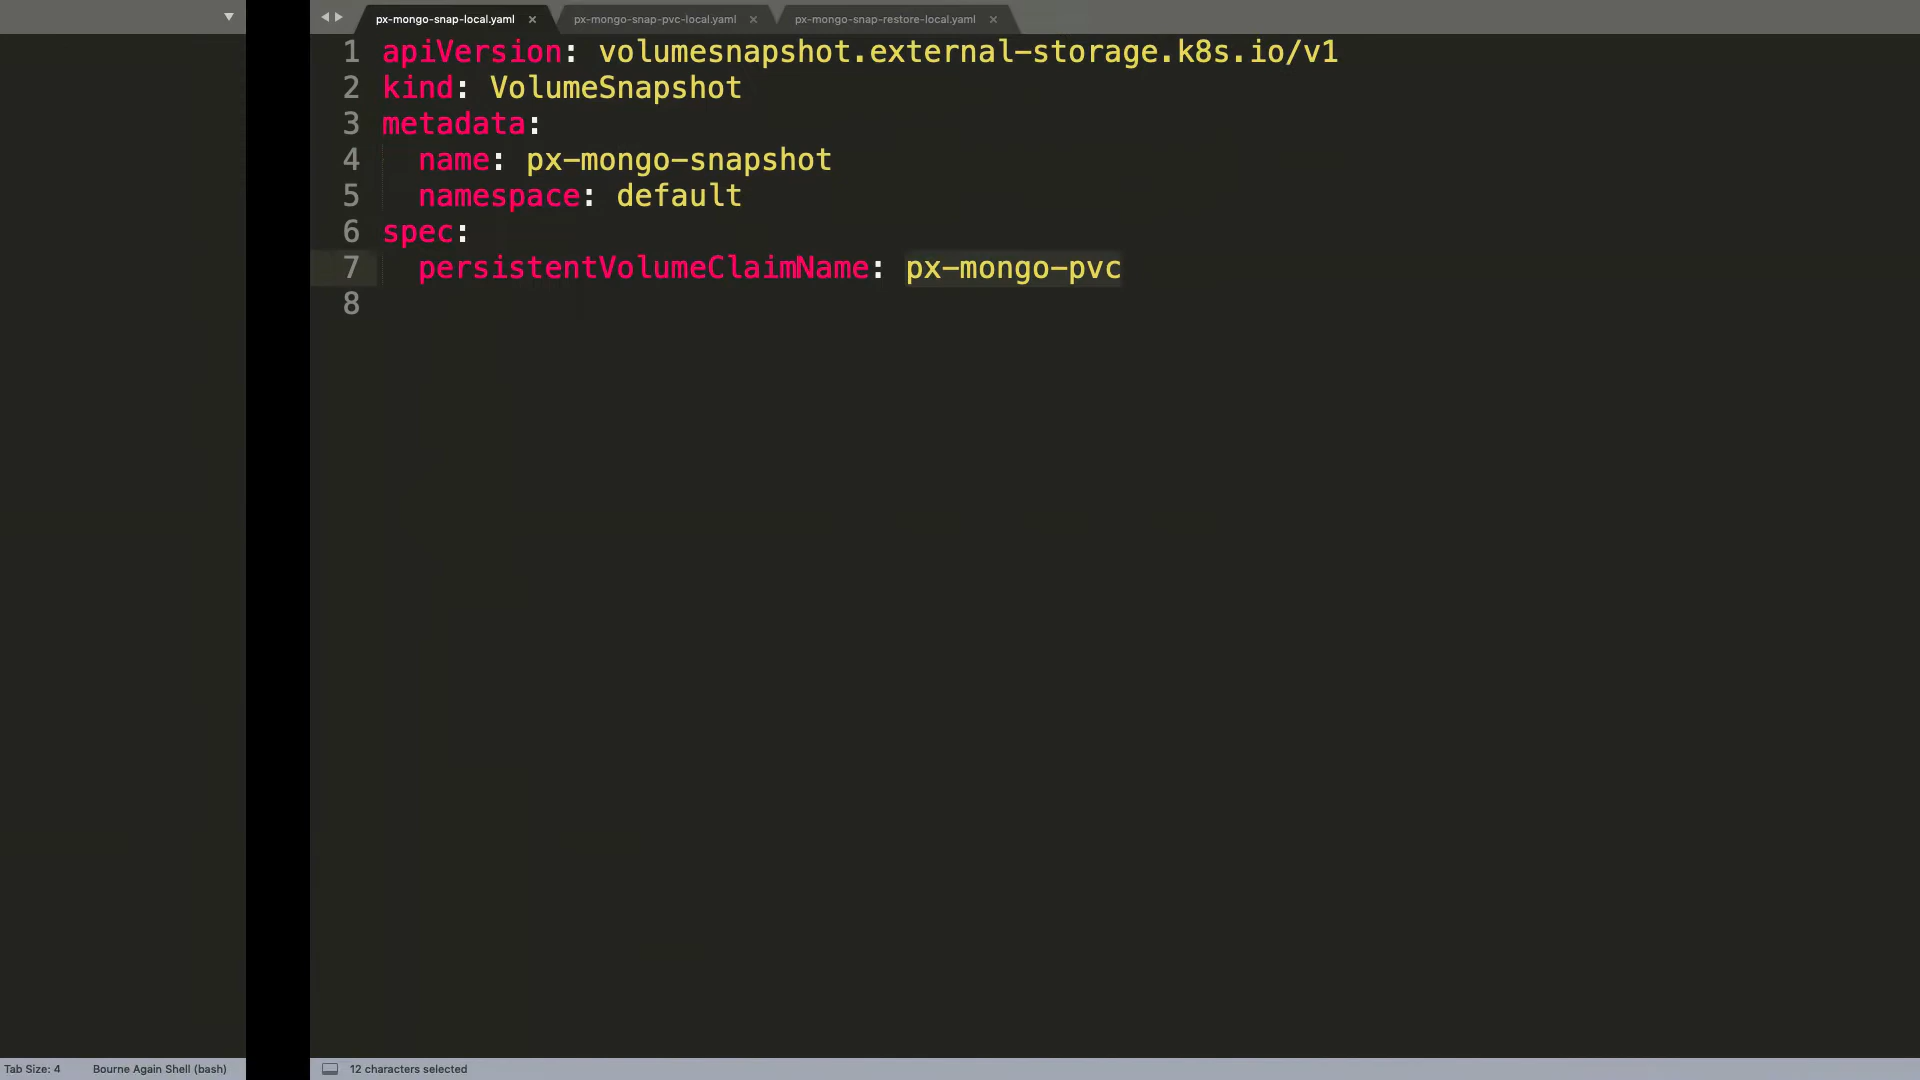 px-mongo-snap-local.yaml × px-mongo-snap-pvc-local.yaml × px-mongo-snap-restore-local.yaml ×
1 apiVersion: volumesnapshot.external-storage.k8s.io/v1
2 kind: VolumeSnapshot
3 metadata:
4   name: px-mongo-snapshot
5   namespace: default
6 spec:
7   persistentVolumeClaimName: px-mongo-pvc
8
Tab Size: 4 Bourne Again Shell (bash) 12 characters selected